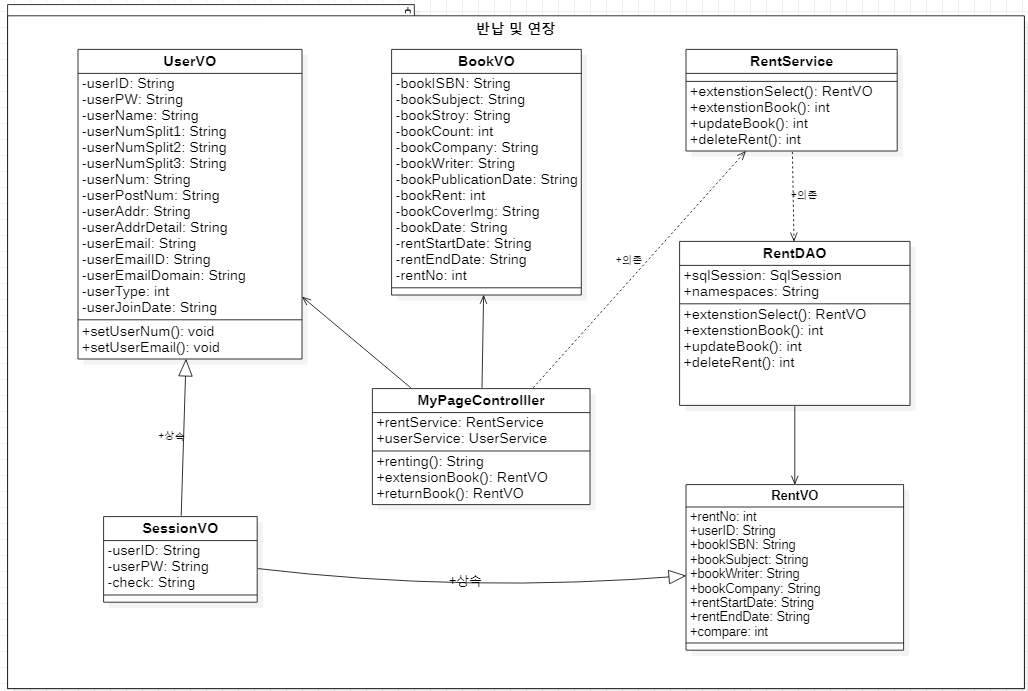 반납 및 연장
UserVO
-userID: String
-userPW: String
-userName: String
-userNumSplit1: String
-userNumSplit2: String
-userNumSplit3: String
-userNum: String
-userPostNum: String
-userAddr: String
-userAddrDetail: String
-userEmail: String
-userEmailID: String
-userEmailDomain: String
-userType: int
-userJoinDate: String
+setUserNum(): void
+setUserEmail(): void
BookVO
-bookISBN: String
-bookSubject: String
-bookStroy: String
-bookCount: int
-bookCompany: String
-bookWriter: String
-bookPublicationDate: String
-bookRent: int
-bookCoverImg: String
-bookDate: String
-rentStartDate: String
-rentEndDate: String
-rentNo: int
RentService
+extenstionSelect(): RentVO
+extenstionBook(): int
+updateBook(): int
+deleteRent(): int
+의존
+의존
RentDAO
+sqlSession: SqlSession
+namespaces: String
+extenstionSelect(): RentVO
+extenstionBook(): int
+updateBook(): int
+deleteRent(): int
MyPageControlller
+rentService: RentService
+userService: UserService
+renting(): String
+extensionBook(): RentVO
+returnBook(): RentVO
+상속
SessionVO
-userID: String
-userPW: String
-check: String
+상속
RentVO
+rentNo: int
+userID: String
+bookISBN: String
+bookSubject: String
+bookWriter: String
+bookCompany: String
+rentStartDate: String
+rentEndDate: String
+compare: int